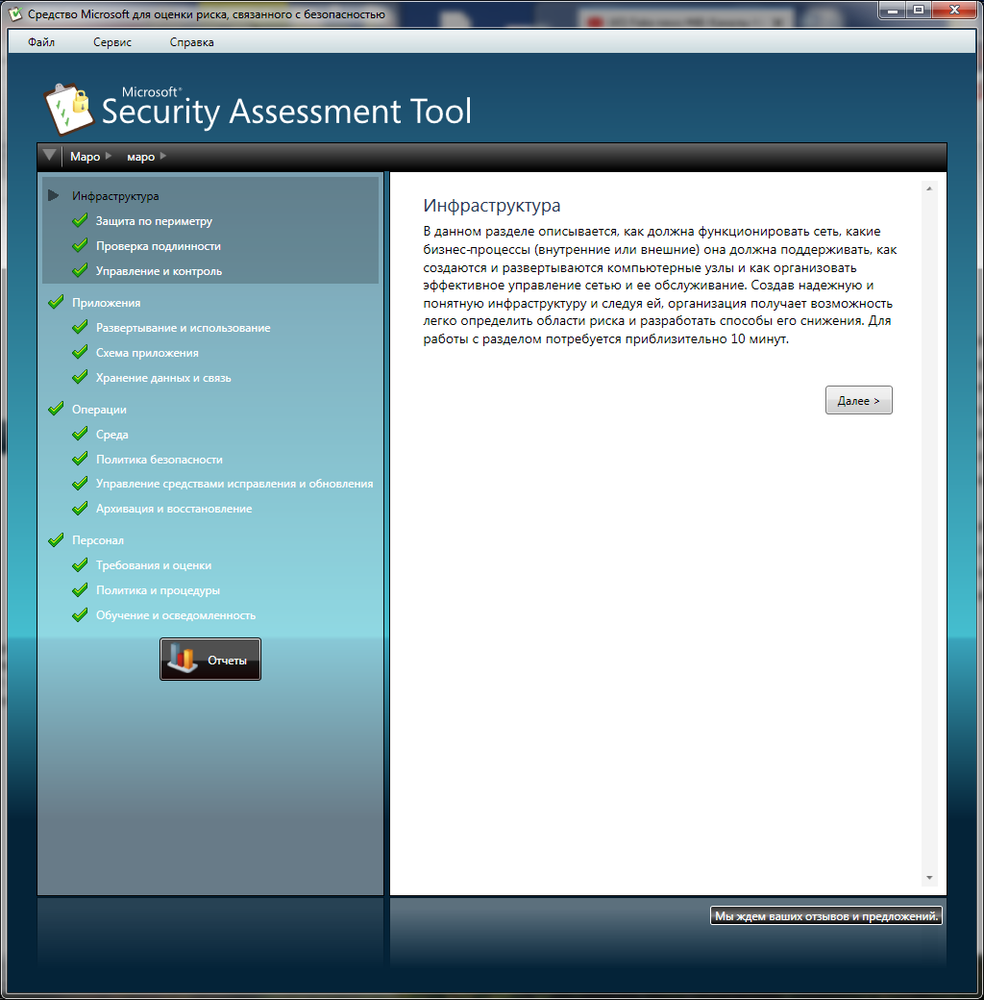 Средство Microsoft для оценки риска, связанного с безопасностью
Файл Сервис Справка
Microsoft®
Security Assessment Tool
Маро маро
Инфраструктура
Защита по периметру
Проверка подлинности
Управление и контроль
Приложения
Развертывание и использование
Схема приложения
Хранение данных и связь
Операции
Среда
Политика безопасности
Управление средствами исправления и обновления
Архивация и восстановление
Персонал
Требования и оценки
Политика и процедуры
Обучение и осведомленность
Отчеты
Инфраструктура
В данном разделе описывается, как должна функционировать сеть, какие
бизнес-процессы (внутренние или внешние) она должна поддерживать, как
создаются и развертываются компьютерные узлы и как организовать
эффективное управление сетью и ее обслуживание. Создав надежную и
понятную инфраструктуру и следуя ей, организация получает возможность
легко определить области риска и разработать способы его снижения. Для
работы с разделом потребуется приблизительно 10 минут.
Далее >
Мы ждем ваших отзывов и предложений.